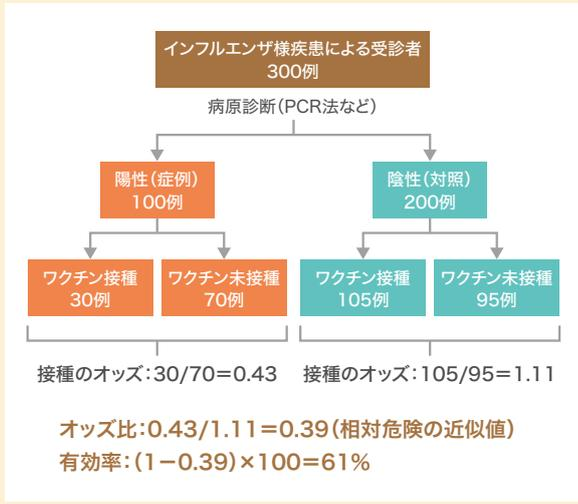 インフルエンザ様疾患による受診者
300例
病原診断（PCR法など）
陽性（症例）
100例
陰性（対照）
200例
ワクチン接種
30例
ワクチン未接種
70例
ワクチン接種
105例
ワクチン未接種
95例
接種のオッズ：30/70＝0.43
接種のオッズ：105/95＝1.11
オッズ比：0.43/1.11＝0.39（相対危険の近似値）
有効率：（1－0.39）×100＝61%